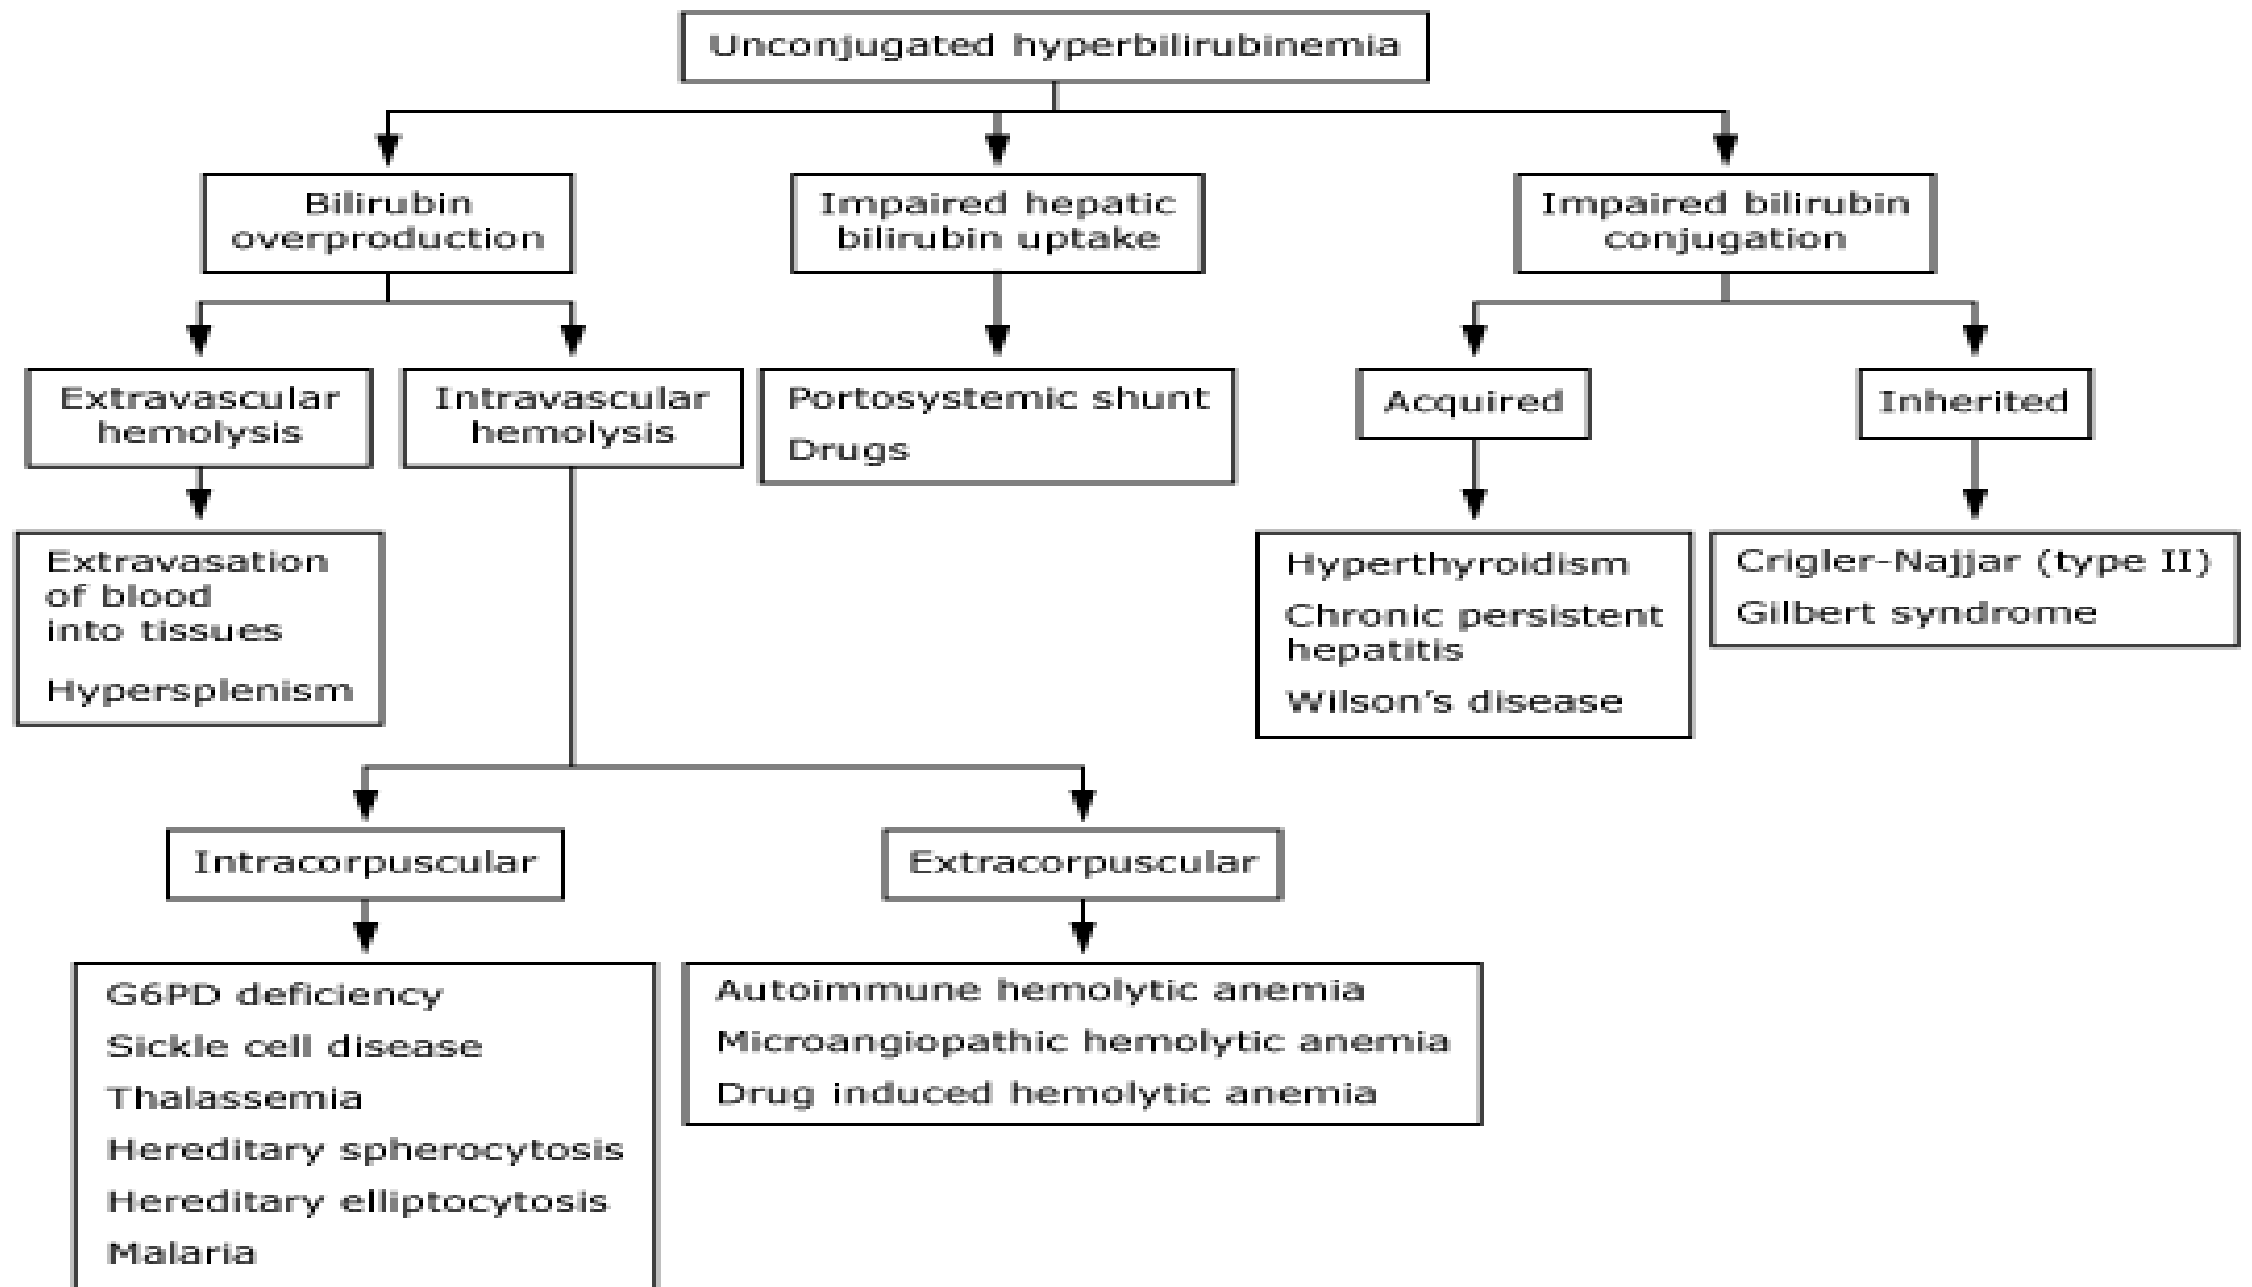 Unconjugated hyperbilirubinemia
Bilirubin
overproduction
Impaired hepatic
bilirubin uptake
Impaired bilirubin
conjugation
Extravascular
hemolysis
Intravascular
hemolysis
Portosystemic shunt
Drugs
Acquired
Inherited
Extravasation
of blood
into tissues
Hypersplenism
Hyperthyroidism
Chronic persistent
hepatitis
Wilson's disease
Crigler-Najjar (type II)
Gilbert syndrome
Intracorpuscular
Extracorpuscular
G6PD deficiency
Sickle cell disease
Thalassemia
Hereditary spherocytosis
Hereditary elliptocytosis
Malaria
Autoimmune hemolytic anemia
Microangiopathic hemolytic anemia
Drug induced hemolytic anemia